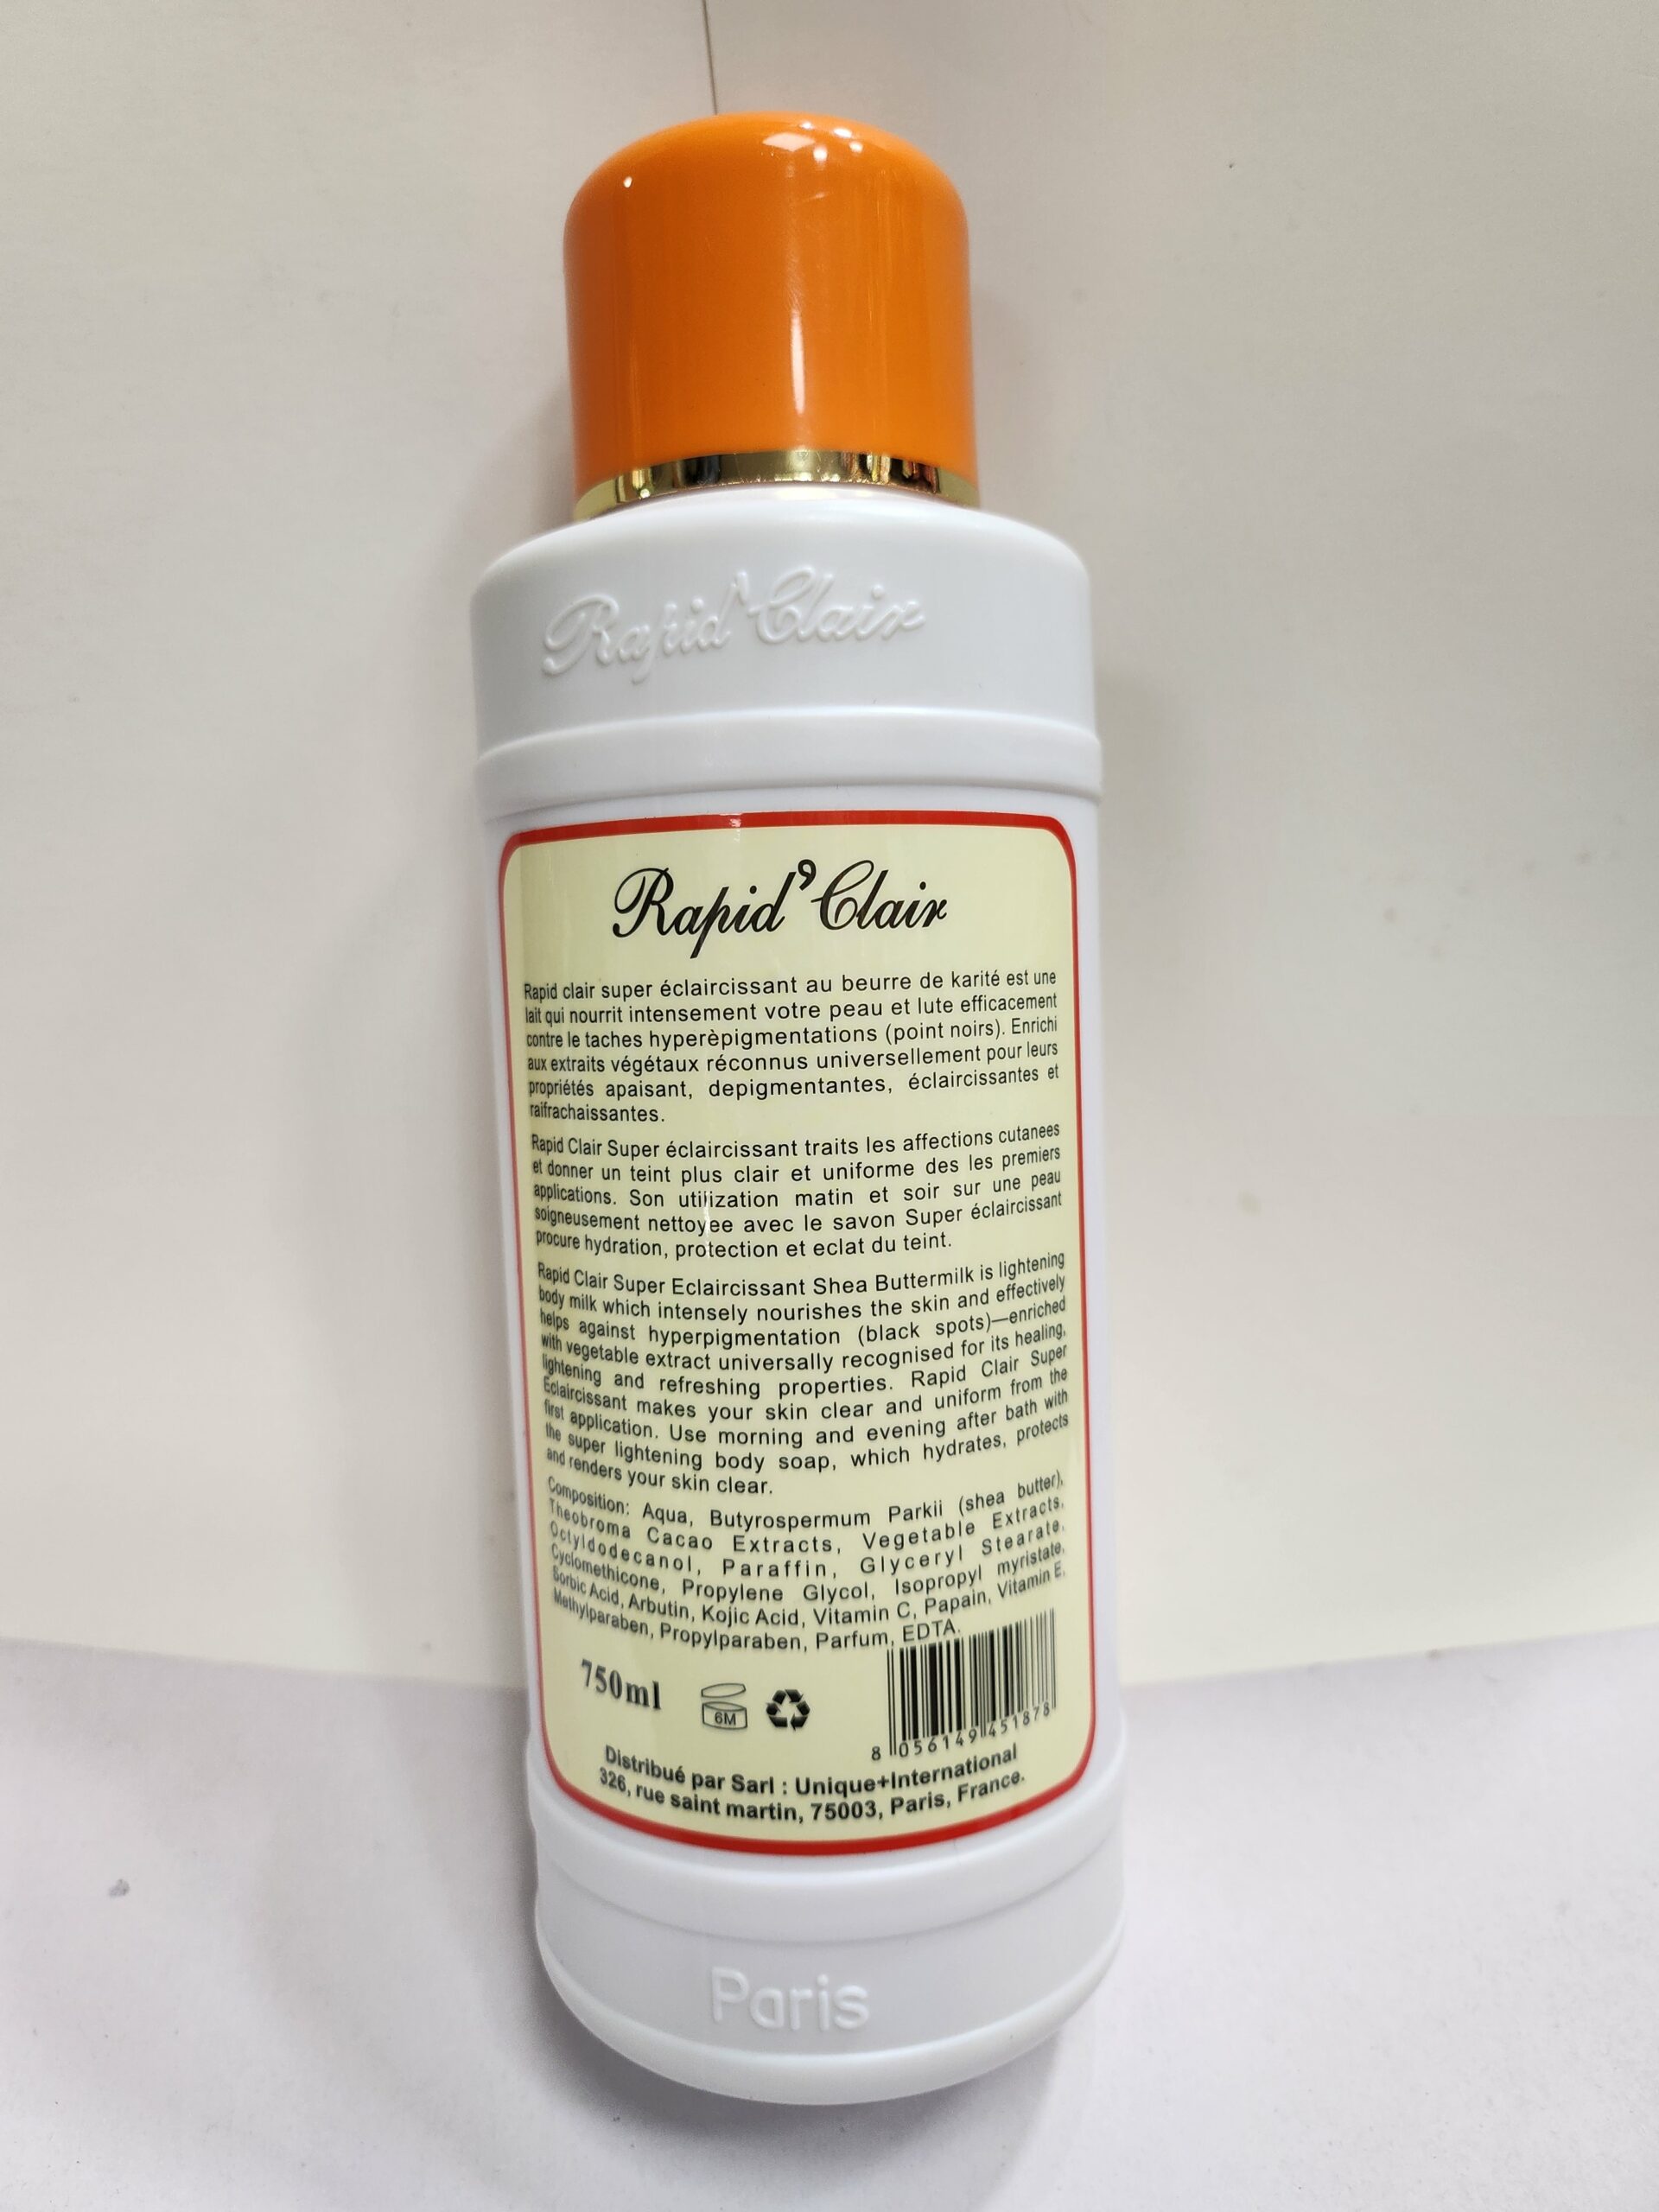 Rapid'Clair
Rapid'Clair
Rapid clair super éclaircissant au beurre de karité est une
lait qui nourrit intensement votre peau et lute efficacement
contre le taches hyperèpigmentations (point noirs). Enrichi
aux extraits végétaux réconnus universellement pour leurs
propriétés apaisant, depigmentantes, éclaircissantes et
raifrachaissantes.
Rapid Clair Super éclaircissant traits les affections cutanees
et donner un teint plus clair et uniforme des les premiers
applications. Son utilization matin et soir sur une peau
soigneusement nettoyee avec le savon Super éclaircissant
procure hydration, protection et eclat du teint.
Rapid Clair Super Eclaircissant Shea Buttermilk is lightening
body milk which intensely nourishes the skin and effectively
helps against hyperpigmentation (black spots)—enriched
with vegetable extract universally recognised for its healing,
lightening and refreshing properties. Rapid Clair Super
Eclaircissant makes your skin clear and uniform from the
first application. Use morning and evening after bath with
the super lightening body soap, which hydrates, protects
and renders your skin clear.
Composition: Aqua, Butyrospermum Parkii (shea butter),
Theobroma Cacao Extracts, Vegetable Extracts,
Octyldodecanol, Paraffin, Glyceryl Stearate,
Cyclomethicone, Propylene Glycol, Isopropyl myristate,
Sorbic Acid, Arbutin, Kojic Acid, Vitamin C, Papain, Vitamin E,
Methylparaben, Propylparaben, Parfum, EDTA.
750ml
6M
8 056149 451878
Distribué par Sarl : Unique+International
326, rue saint martin, 75003, Paris, France.
Paris